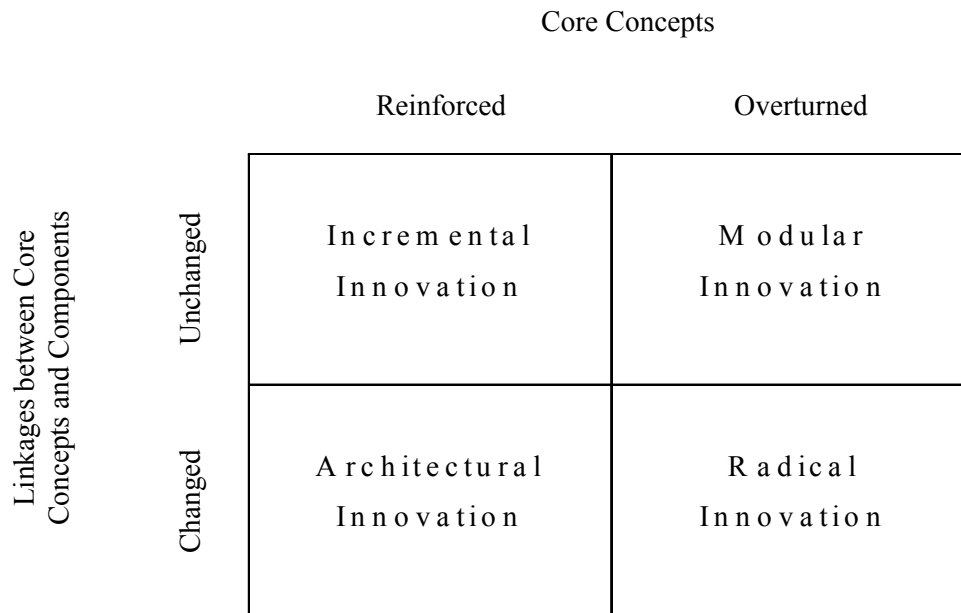 Core Concepts
Reinforced
Overturned
Linkages between Core
Concepts and Components
Unchanged
Incremental
Innovation
Modular
Innovation
Changed
Architectural
Innovation
Radical
Innovation